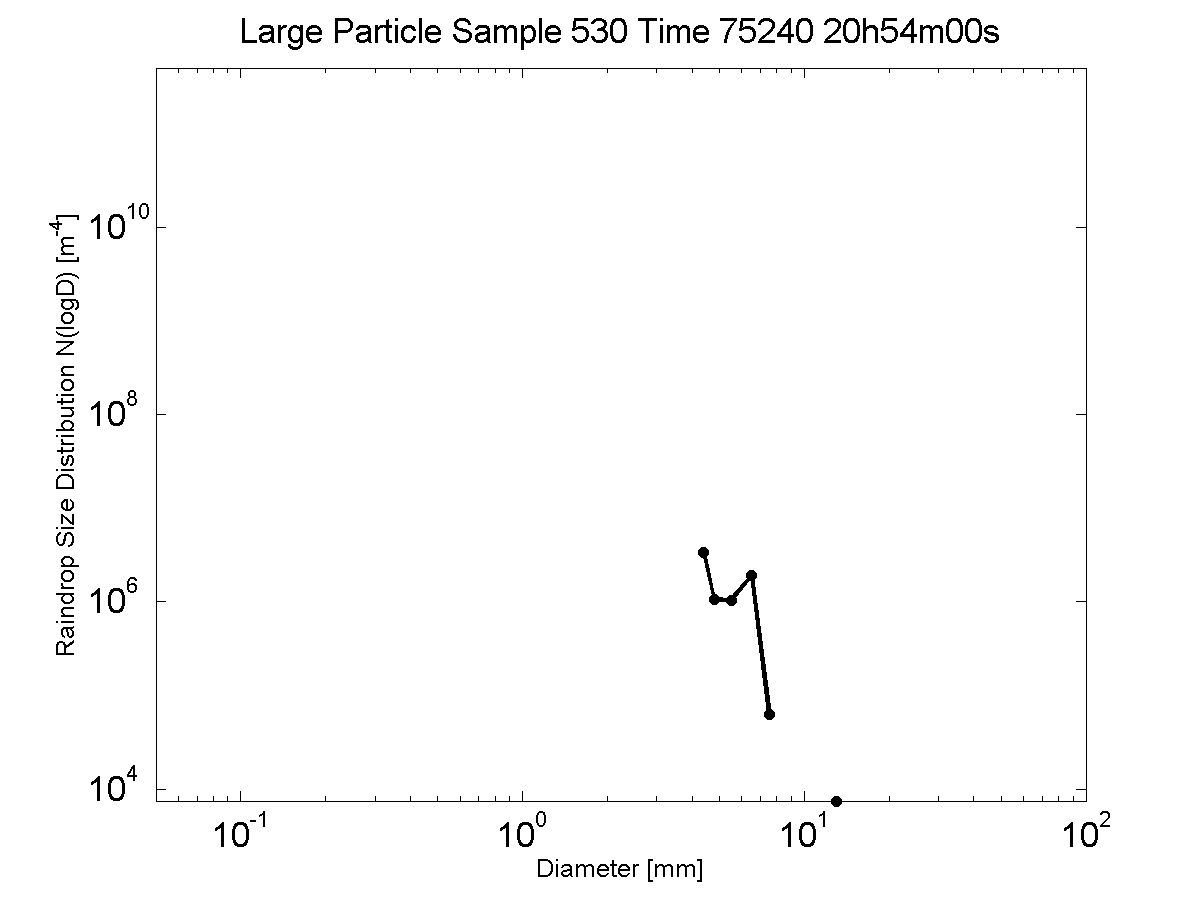 Large Particle Sample 530 Time 75240 20h54m00s
Raindrop Size Distribution N(logD) [m^-4]
10^10
10^8
10^6
10^4
10^-1
10^0
10^1
10^2
Diameter [mm]